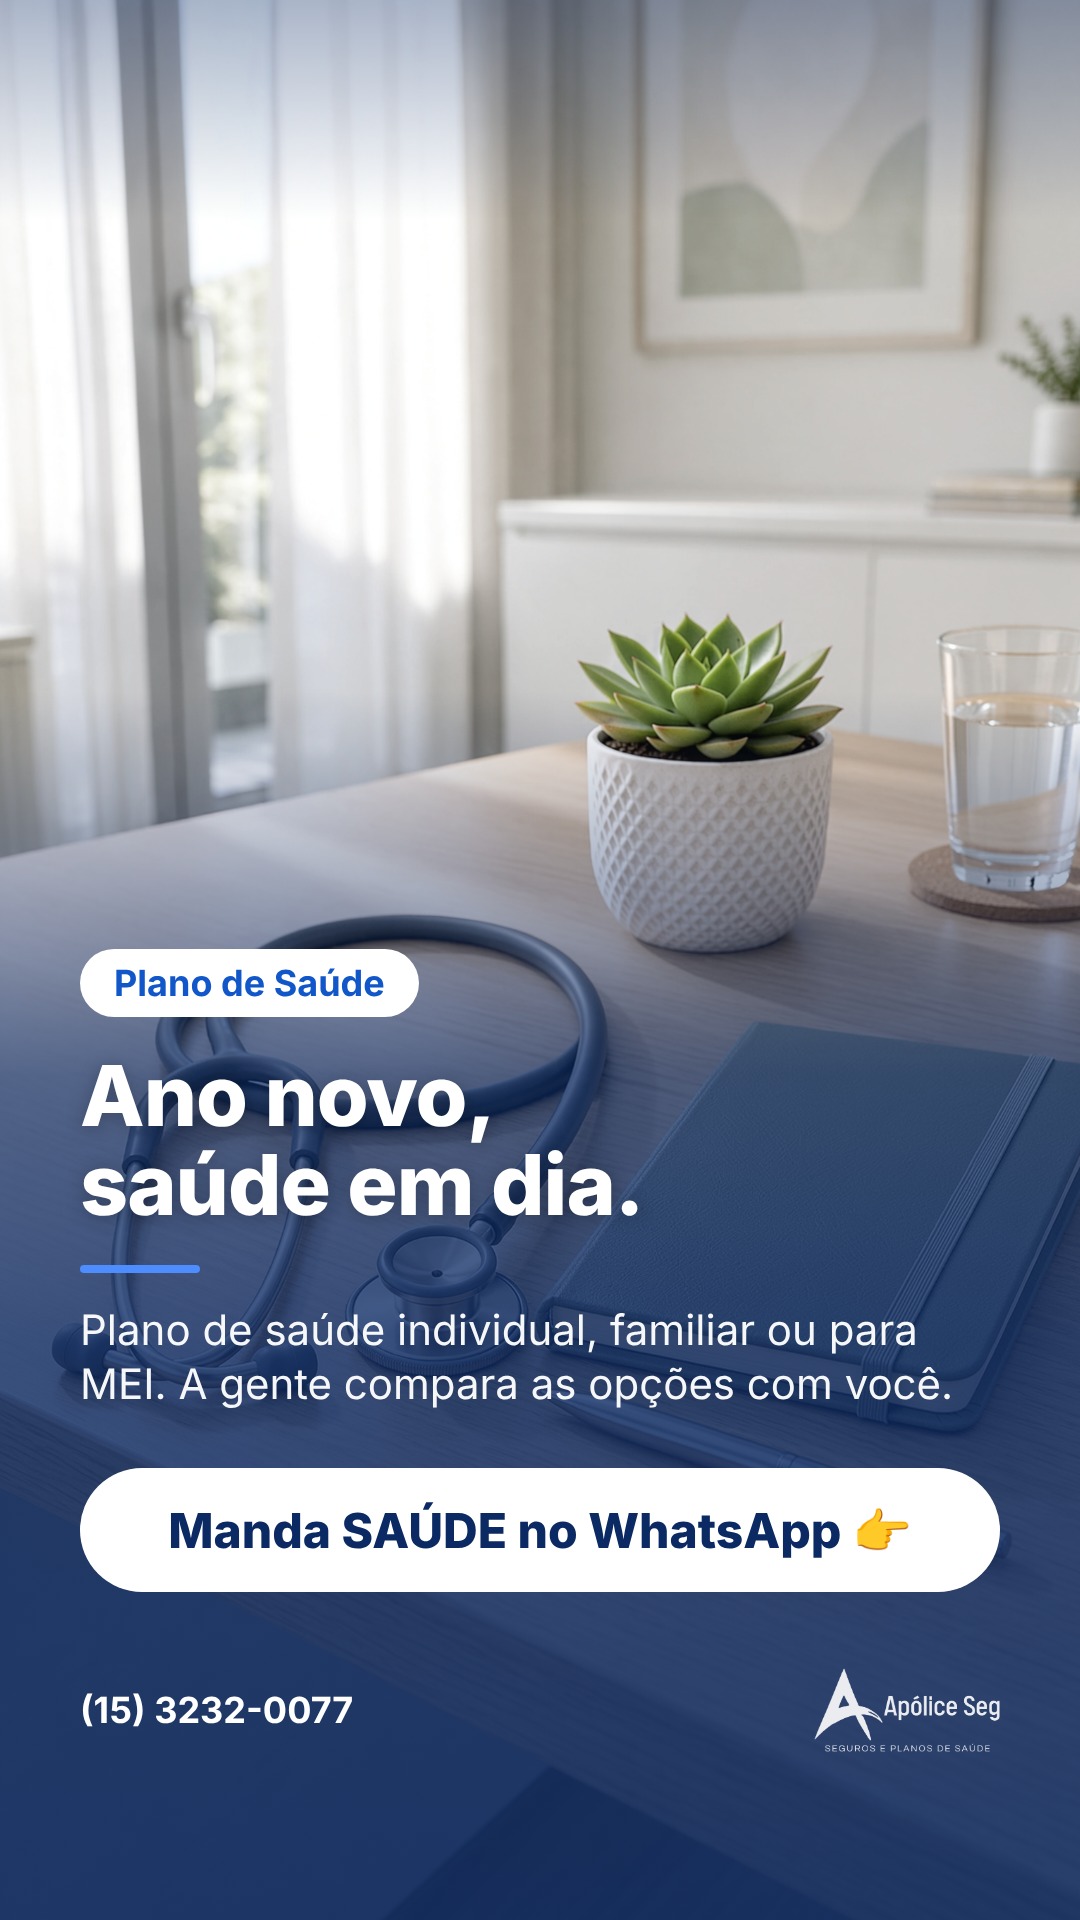 Plano de Saúde
Ano novo,
saúde em dia.
Plano de saúde individual, familiar ou para
MEI. A gente compara as opções com você.
Manda SAÚDE no WhatsApp 👉
(15) 3232-0077
Apólice Seg
SEGUROS E PLANOS DE SAÚDE